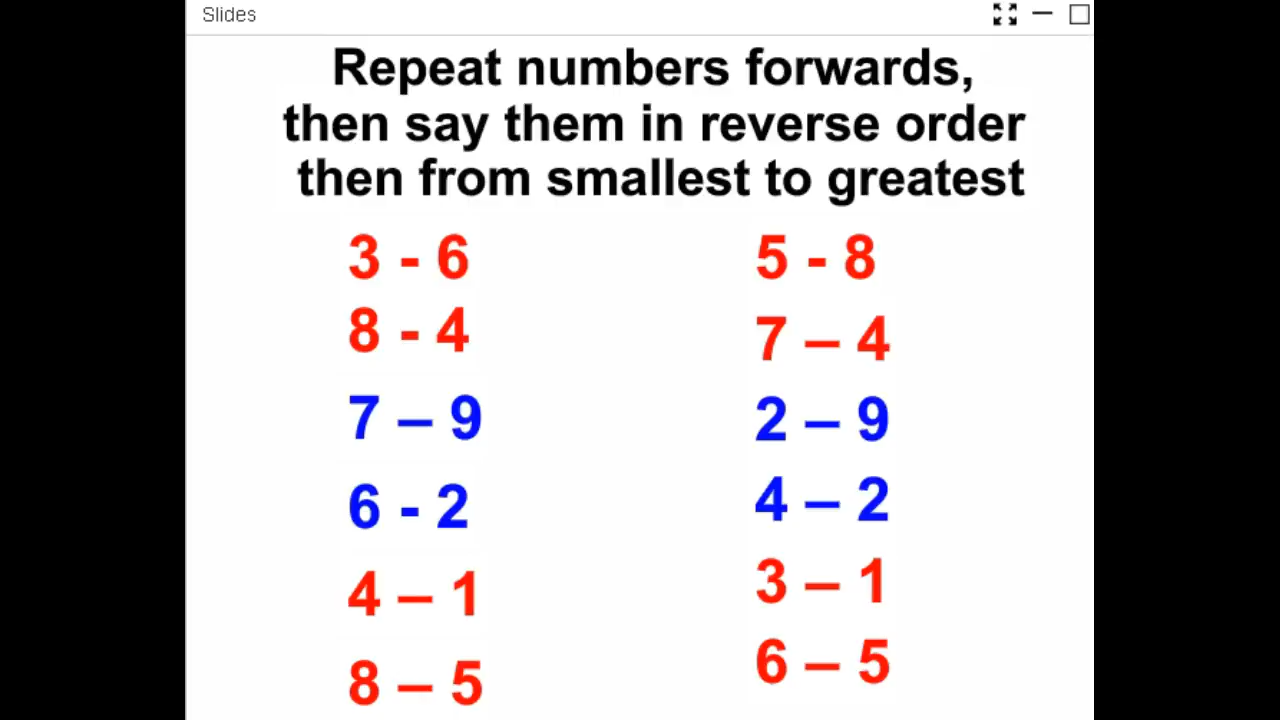 Slides
Repeat numbers forwards,
then say them in reverse order
then from smallest to greatest
3 - 6
8 - 4
7 – 9
6 - 2
4 – 1
8 – 5
5 - 8
7 – 4
2 – 9
4 – 2
3 – 1
6 – 5